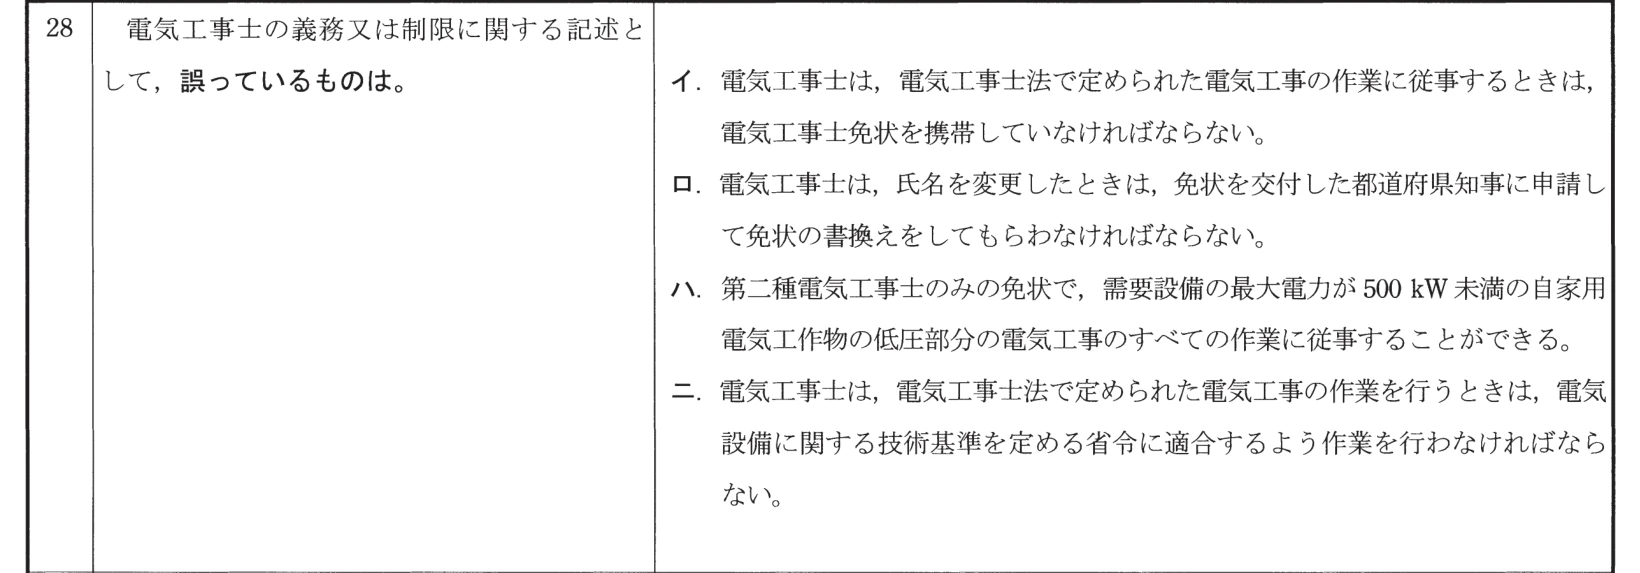 28
電気工事士の義務又は制限に関する記述と
して，誤っているものは。
イ．電気工事士は，電気工事士法で定められた電気工事の作業に従事するときは，
電気工事士免状を携帯していなければならない。
ロ．電気工事士は，氏名を変更したときは，免状を交付した都道府県知事に申請し
て免状の書換えをしてもらわなければならない。
ハ．第二種電気工事士のみの免状で，需要設備の最大電力が 500 kW 未満の自家用
電気工作物の低圧部分の電気工事のすべての作業に従事することができる。
ニ．電気工事士は，電気工事士法で定められた電気工事の作業を行うときは，電気
設備に関する技術基準を定める省令に適合するよう作業を行わなければなら
ない。